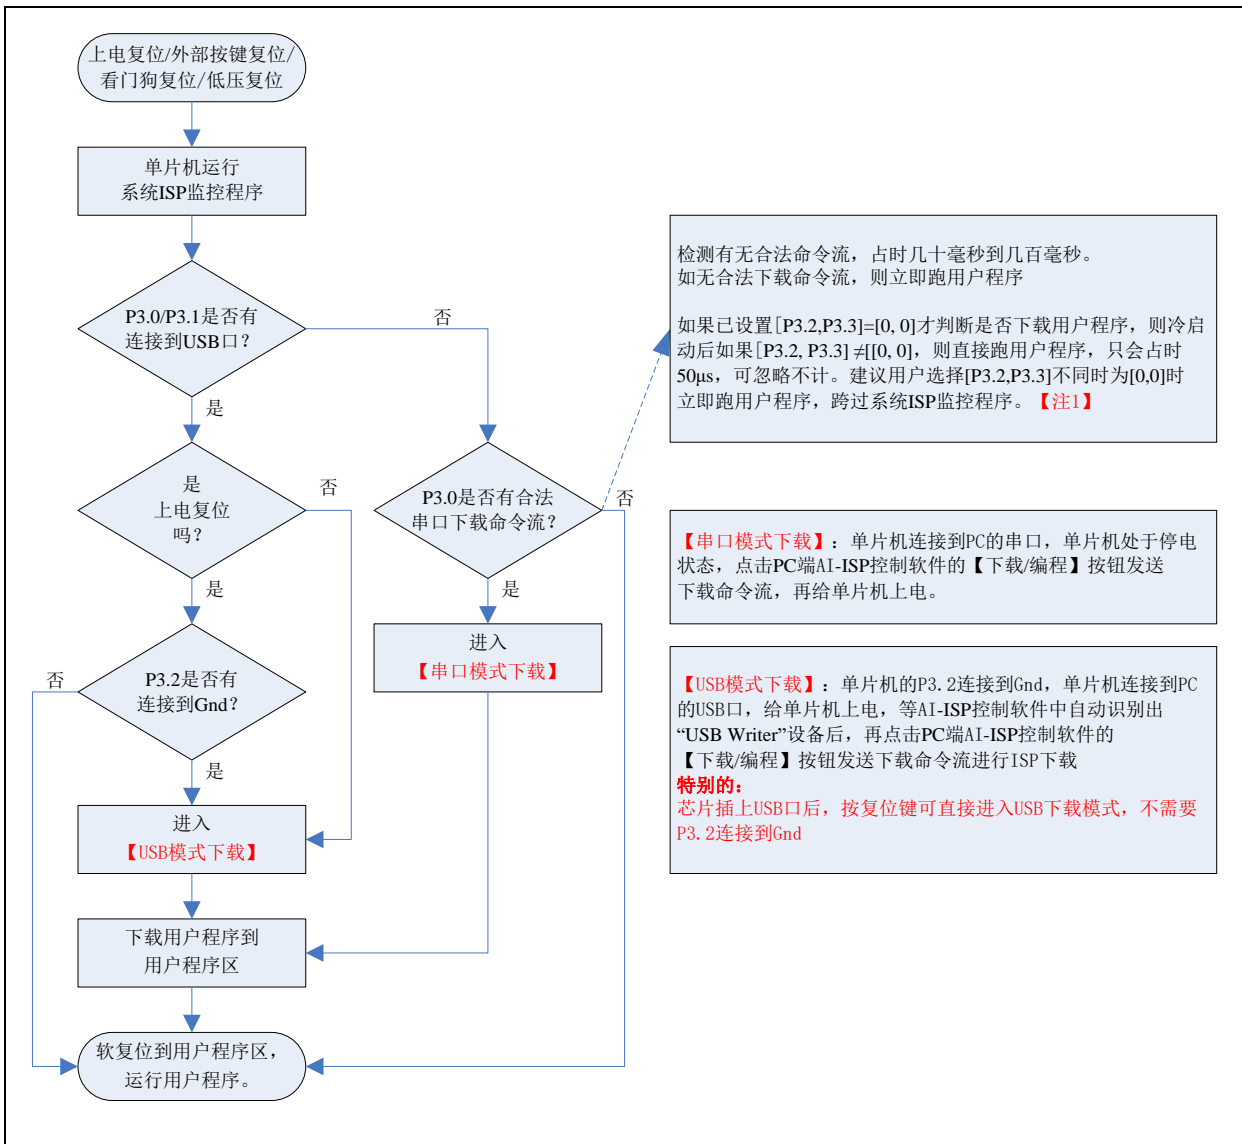 上电复位/外部按键复位/
看门狗复位/低压复位
单片机运行
系统ISP监控程序
P3.0/P3.1是否有
连接到USB口？
否
是
是
上电复位
吗？
否
是
P3.2是否有
连接到Gnd？
否
是
进入
【USB模式下载】
下载用户程序到
用户程序区
软复位到用户程序区，
运行用户程序。
P3.0是否有合法
串口下载命令流？
否
是
进入
【串口模式下载】
检测有无合法命令流，占时几十毫秒到几百毫秒。
如无合法下载命令流，则立即跑用户程序
如果已设置[P3.2,P3.3]=[0, 0]才判断是否下载用户程序，则冷启
动后如果[P3.2, P3.3] ≠[[0, 0]，则直接跑用户程序，只会占时
50μs，可忽略不计。建议用户选择[P3.2,P3.3]不同时为[0,0]时
立即跑用户程序，跨过系统ISP监控程序。【注1】
【串口模式下载】：单片机连接到PC的串口，单片机处于停电
状态，点击PC端AI-ISP控制软件的【下载/编程】按钮发送
下载命令流，再给单片机上电。
【USB模式下载】：单片机的P3.2连接到Gnd，单片机连接到PC
的USB口，给单片机上电，等AI-ISP控制软件中自动识别出
“USB Writer”设备后，再点击PC端AI-ISP控制软件的
【下载/编程】按钮发送下载命令流进行ISP下载
特别的：
芯片插上USB口后，按复位键可直接进入USB下载模式，不需要
P3.2连接到Gnd